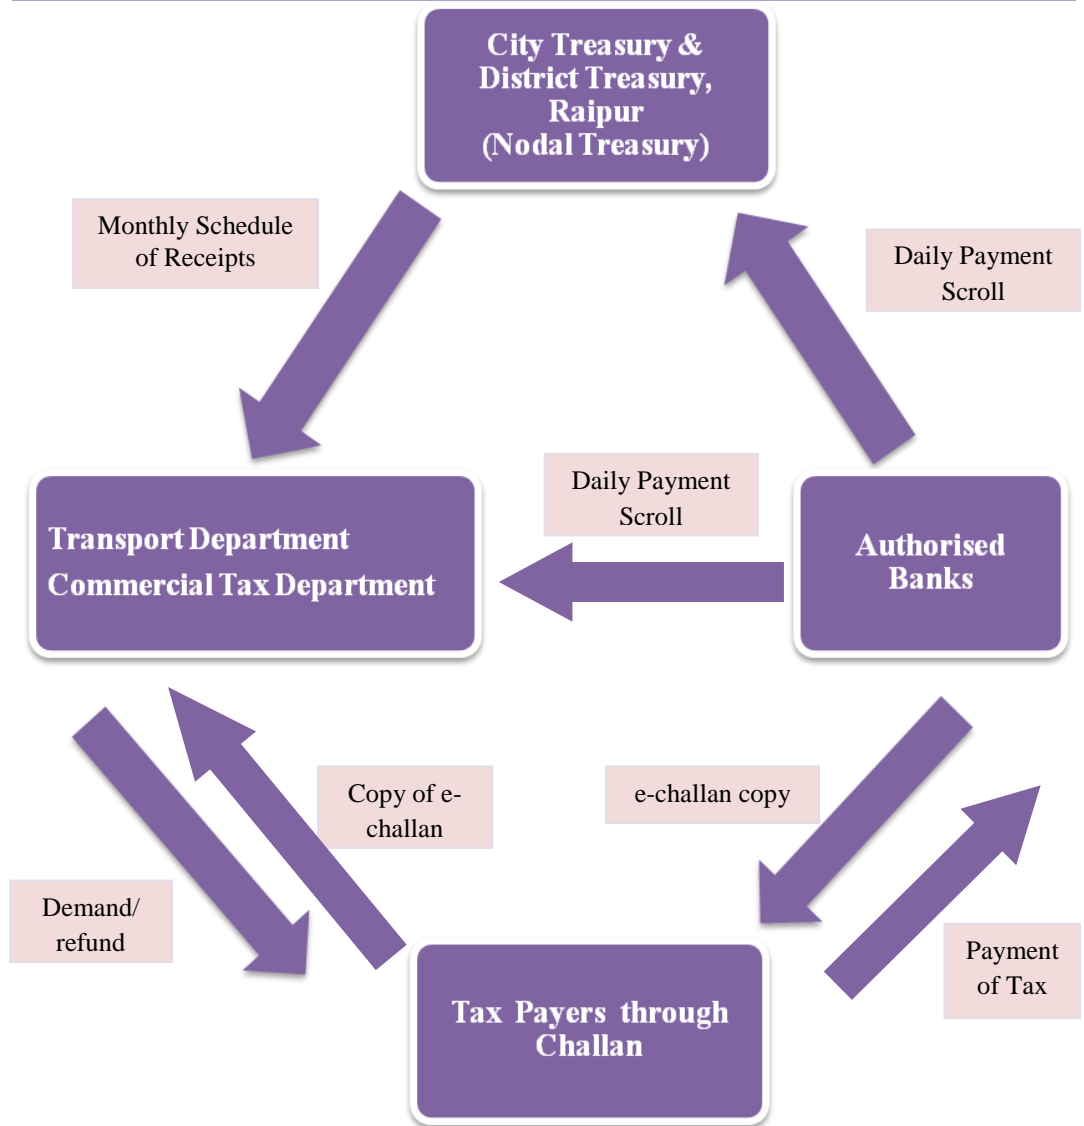 City Treasury &
District Treasury,
Raipur
(Nodal Treasury)
Monthly Schedule
of Receipts
Daily Payment
Scroll
Daily Payment
Scroll
Transport Department
Commercial Tax Department
Authorised
Banks
Copy of e-
challan
e-challan copy
Demand/
refund
Payment
of Tax
Tax Payers through
Challan